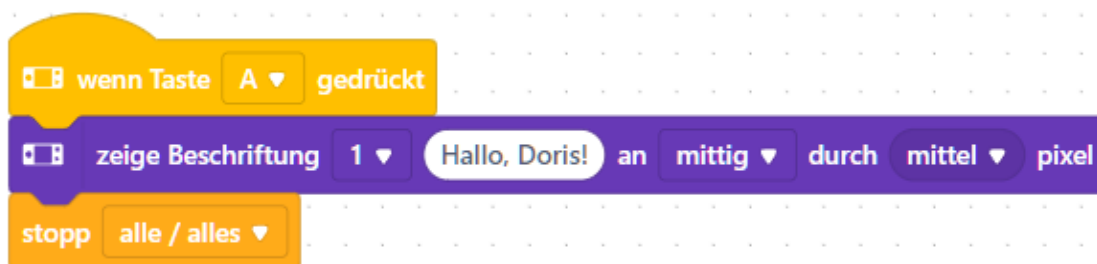 wenn Taste A gedrückt
zeige Beschriftung 1 Hallo, Doris! an mittig durch mittel pixel
stopp alle / alles